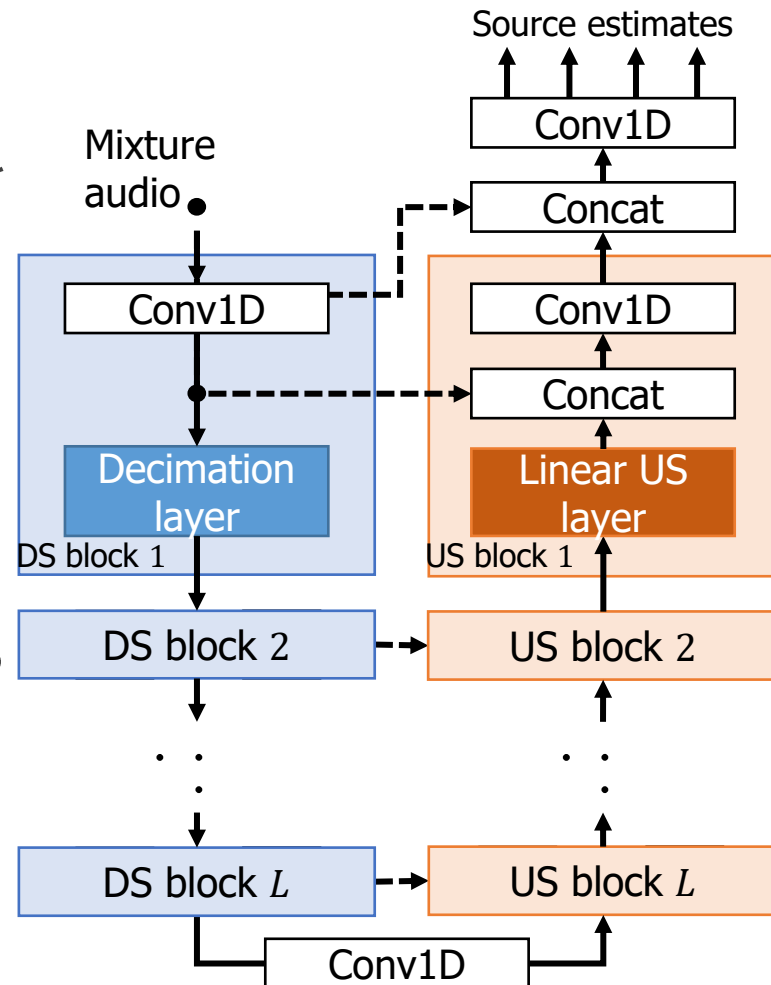 Source estimates
Conv1D
Mixture
audio
Concat
Conv1D
Conv1D
Concat
Decimation
layer
Linear US
layer
DS block 1
US block 1
DS block 2
US block 2
DS block L
US block L
Conv1D